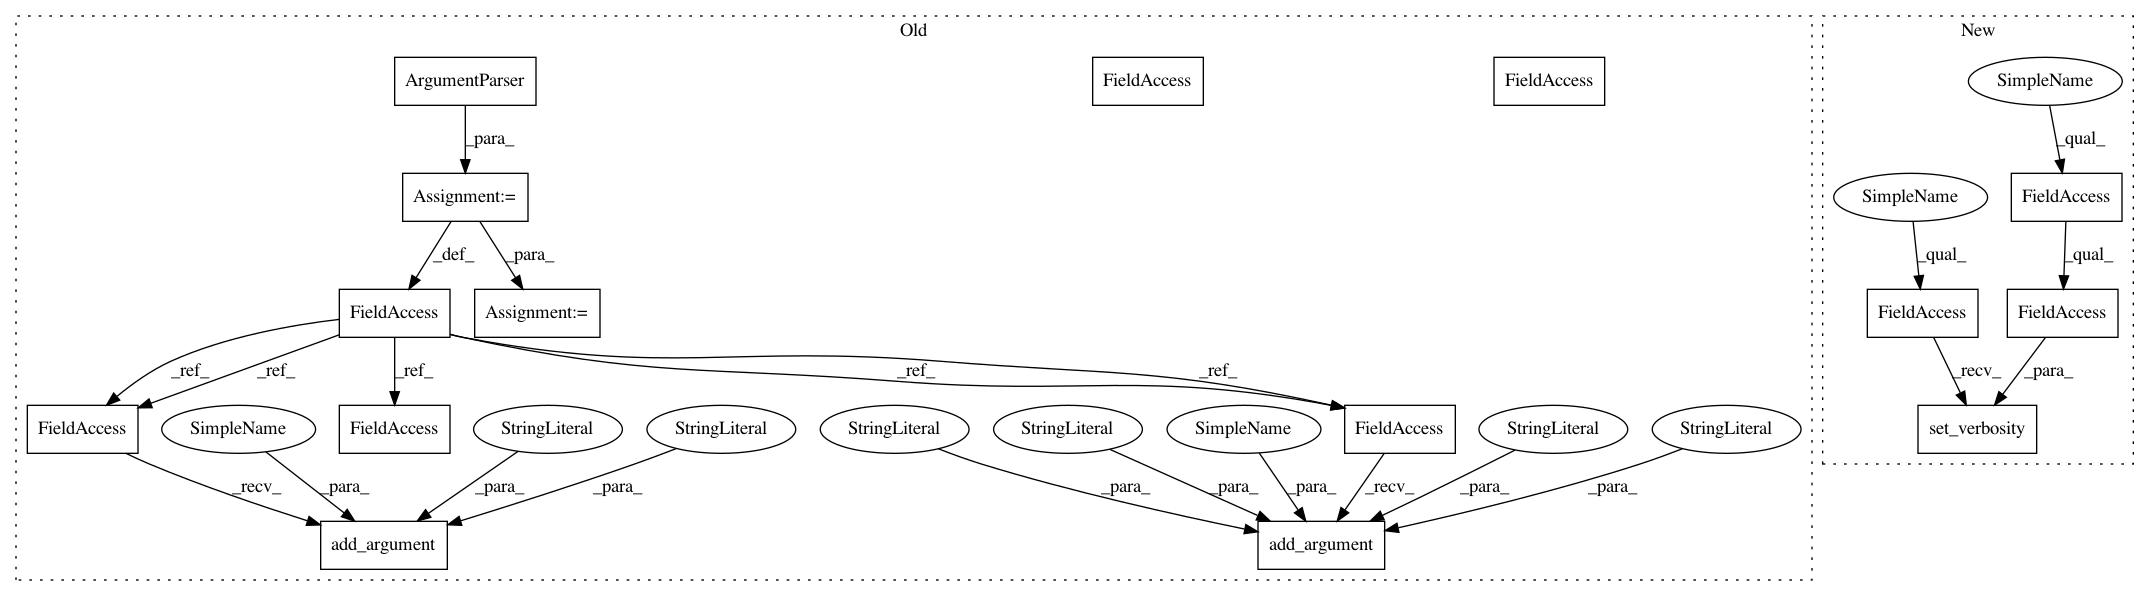 Old
New
ArgumentParser
FieldAccess
FieldAccess
SimpleName
_para_
_qual_
Assignment:=
SimpleName
FieldAccess
_def_
_para_
_qual_
_qual_
FieldAccess
Assignment:=
FieldAccess
FieldAccess
_ref_
_ref_
_ref_
_ref_
_recv_
_para_
FieldAccess
SimpleName
FieldAccess
StringLiteral
StringLiteral
StringLiteral
StringLiteral
SimpleName
FieldAccess
StringLiteral
StringLiteral
set_verbosity
_recv_
_para_
_para_
_para_
_para_
_para_
_para_
_recv_
_para_
_para_
add_argument
add_argument